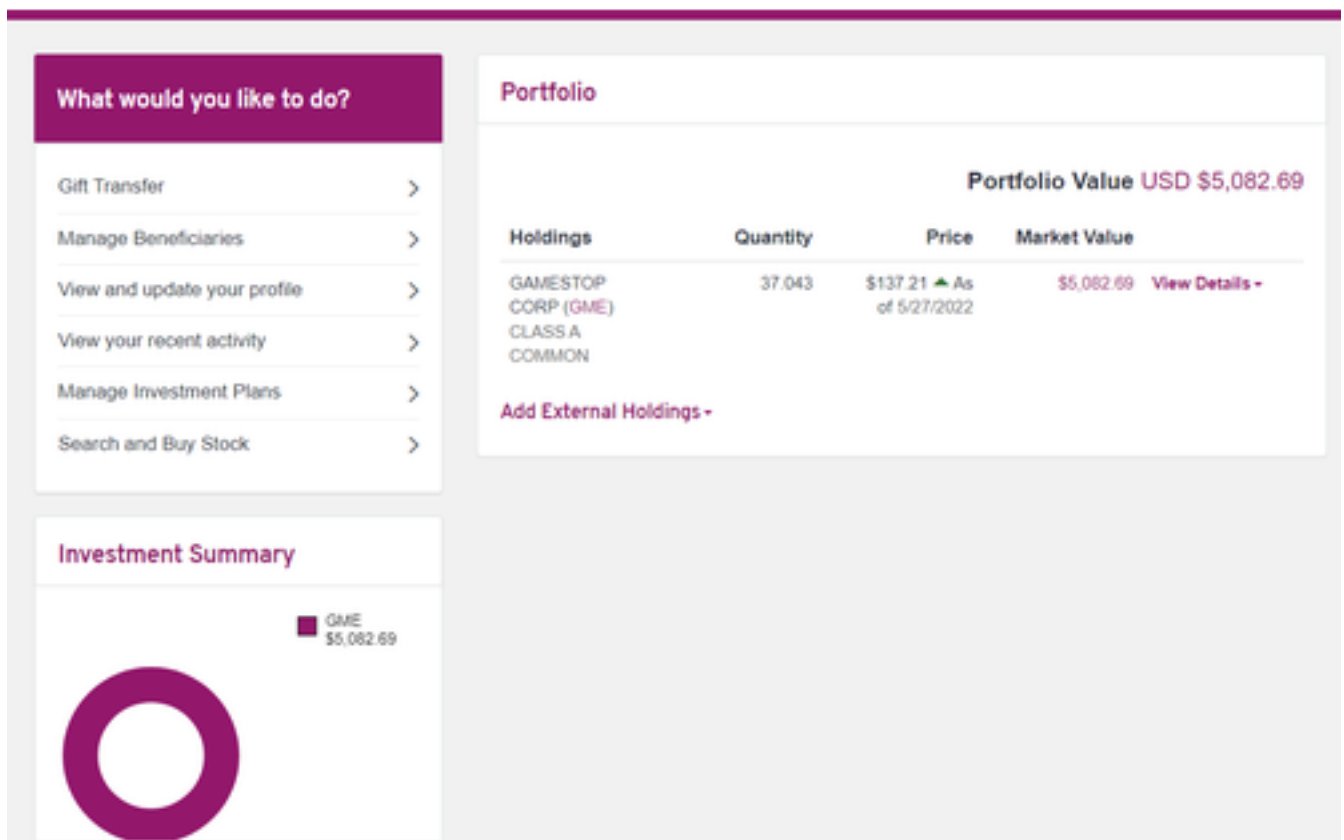 What would you like to do?
Gift Transfer
Manage Beneficiaries
View and update your profile
View your recent activity
Manage Investment Plans
Search and Buy Stock
Portfolio
Portfolio Value USD $5,082.69
Holdings Quantity Price Market Value
GAMESTOP 37.043 $137.21 ▲ As $5,082.69 View Details
CORP (GME) of 5/27/2022
CLASS A
COMMON
Add External Holdings
Investment Summary
GME
$5,082.69